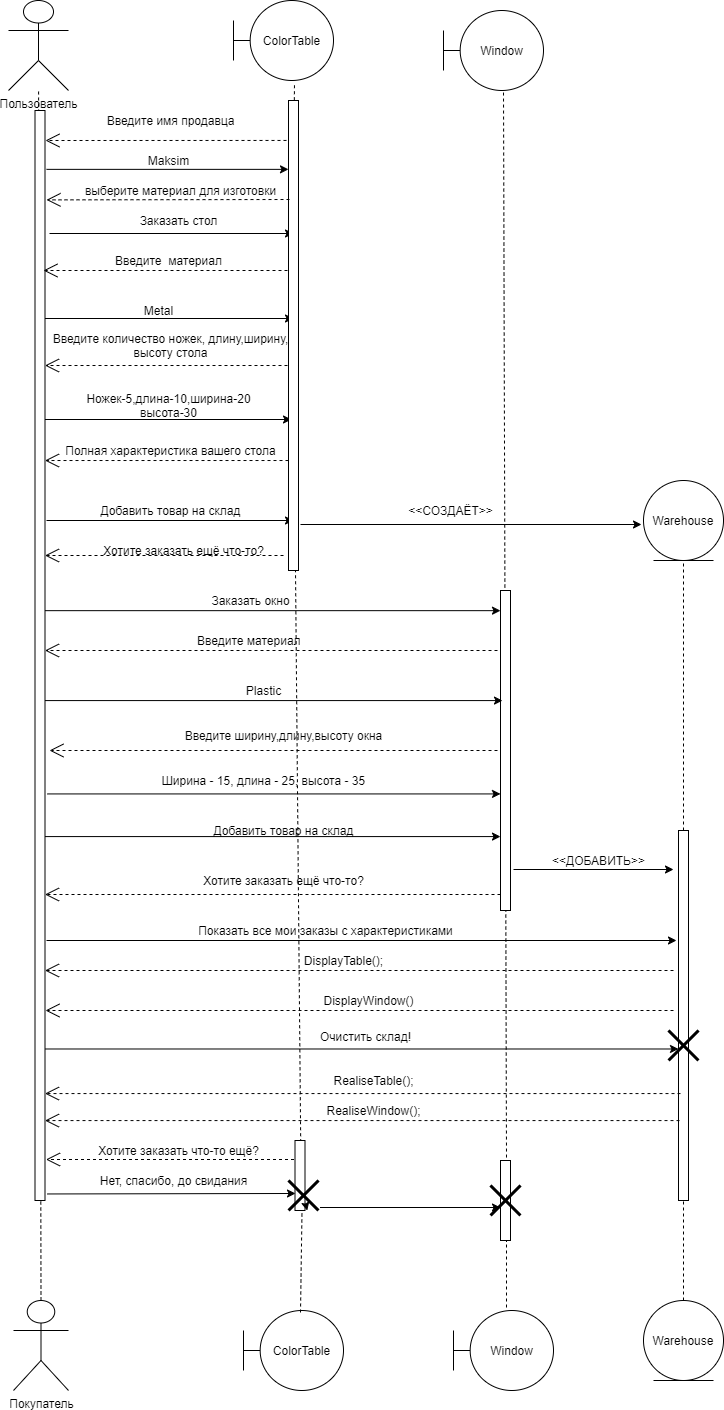 ColorTable
Window
Пользователь
Введите имя продавца
Maksim
выберите материал для изготовки
Заказать стол
Введите материал
Metal
Введите количество ножек, длину,ширину,
высоту стола
Ножек-5,длина-10,ширина-20
высота-30
Полная характеристика вашего стола
Добавить товар на склад
<<СОЗДАЁТ>>
Warehouse
Хотите заказать ещё что-то?
Заказать окно
Введите материал
Plastic
Введите ширину,длину,высоту окна
Ширина - 15, длина - 25, высота - 35
Добавить товар на склад
<<ДОБАВИТЬ>>
Хотите заказать ещё что-то?
Показать все мои заказы с характеристиками
DisplayTable();
DisplayWindow()
Очистить склад!
RealiseTable();
RealiseWindow();
Хотите заказать что-то ещё?
Нет, спасибо, до свидания
ColorTable
Window
Warehouse
Покупатель